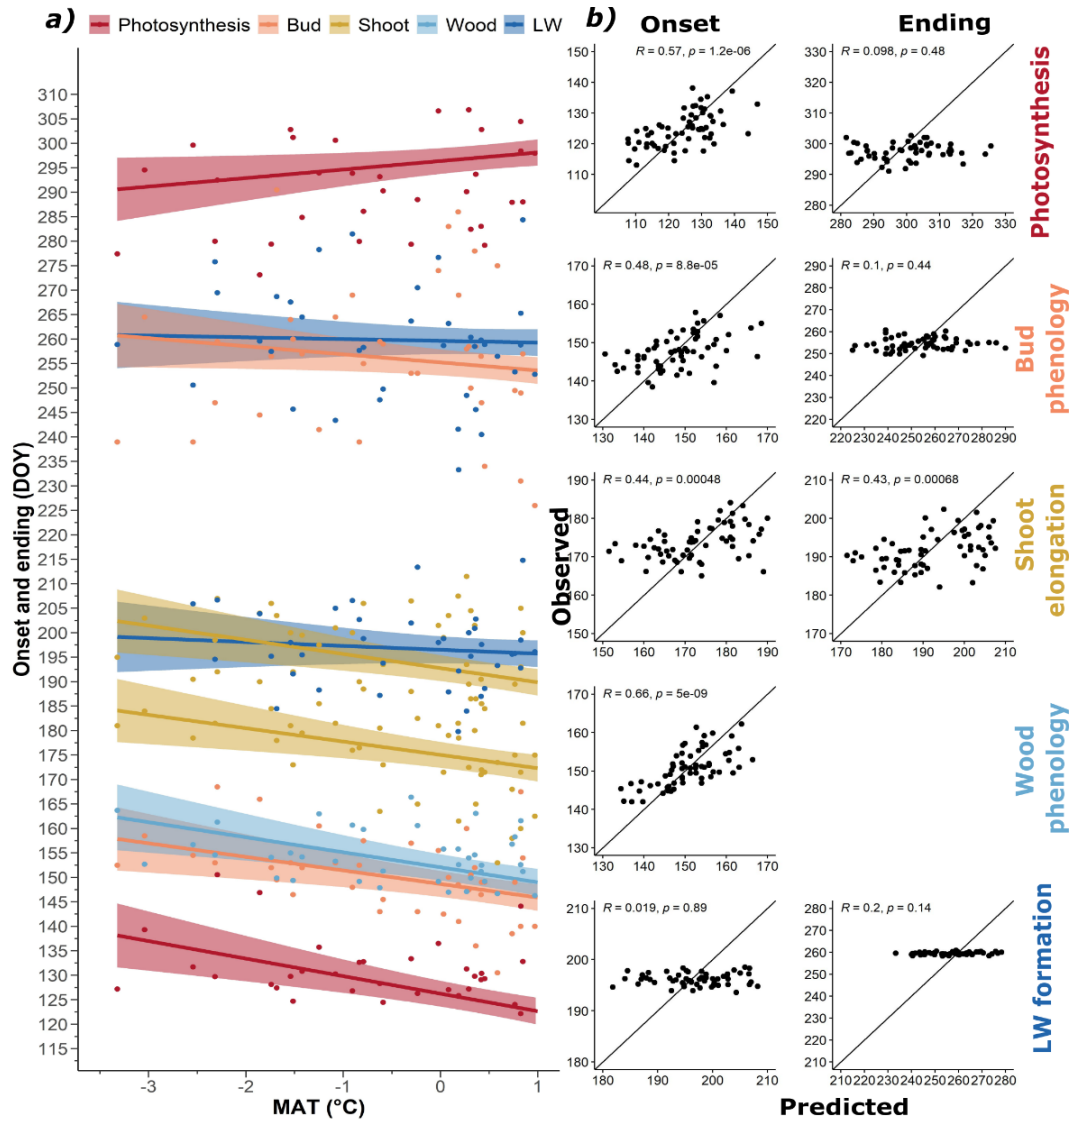 a)
Photosynthesis Bud Shoot Wood LW
Onset and ending (DOY)
310
305
300
295
290
285
280
275
270
265
260
255
250
245
240
235
230
225
220
215
210
205
200
195
190
185
180
175
170
165
160
155
150
145
140
135
130
125
120
115
-3 -2 -1 0 1
MAT (°C)
b)
Onset Ending
Observed
R = 0.57, p = 1.2e-06
150
140
130
120
110
110 120 130 140 150
R = 0.098, p = 0.48
330
320
310
300
290
280
280 290 300 310 320 330
Photosynthesis
R = 0.48, p = 8.8e-05
170
160
150
140
130
130 140 150 160 170
R = 0.1, p = 0.44
290
280
270
260
250
240
230
220
220 230 240 250 260 270 280 290
Bud
phenology
R = 0.44, p = 0.00048
190
180
170
160
150
150 160 170 180 190
R = 0.43, p = 0.00068
210
200
190
180
170
170 180 190 200 210
Shoot
elongation
R = 0.66, p = 5e-09
170
160
150
140
130
130 140 150 160 170
Wood
phenology
R = 0.019, p = 0.89
210
200
190
180
180 190 200 210
R = 0.2, p = 0.14
280
270
260
250
240
230
220
210
210 220 230 240 250 260 270 280
LW formation
Predicted